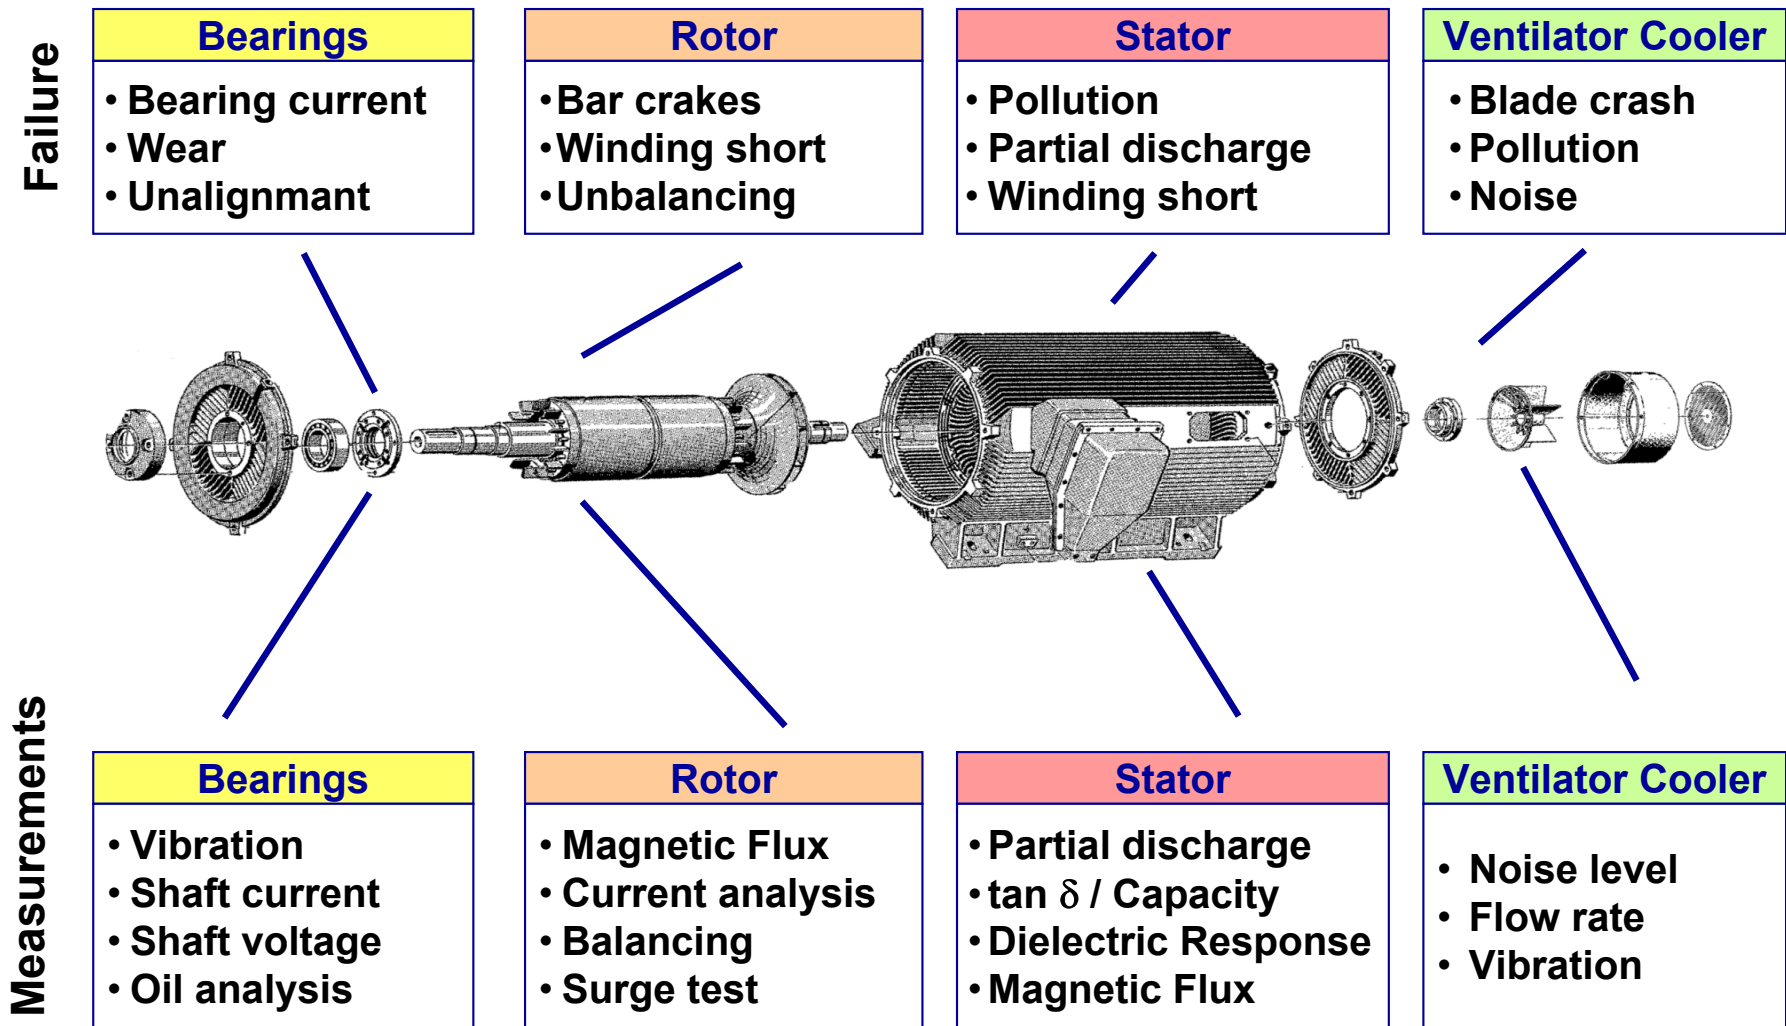 Failure
Bearings
• Bearing current
• Wear
• Unalignmant
Rotor
• Bar crakes
• Winding short
• Unbalancing
Stator
• Pollution
• Partial discharge
• Winding short
Ventilator Cooler
• Blade crash
• Pollution
• Noise
Measurements
Bearings
• Vibration
• Shaft current
• Shaft voltage
• Oil analysis
Rotor
• Magnetic Flux
• Current analysis
• Balancing
• Surge test
Stator
• Partial discharge
• tan δ / Capacity
• Dielectric Response
• Magnetic Flux
Ventilator Cooler
• Noise level
• Flow rate
• Vibration